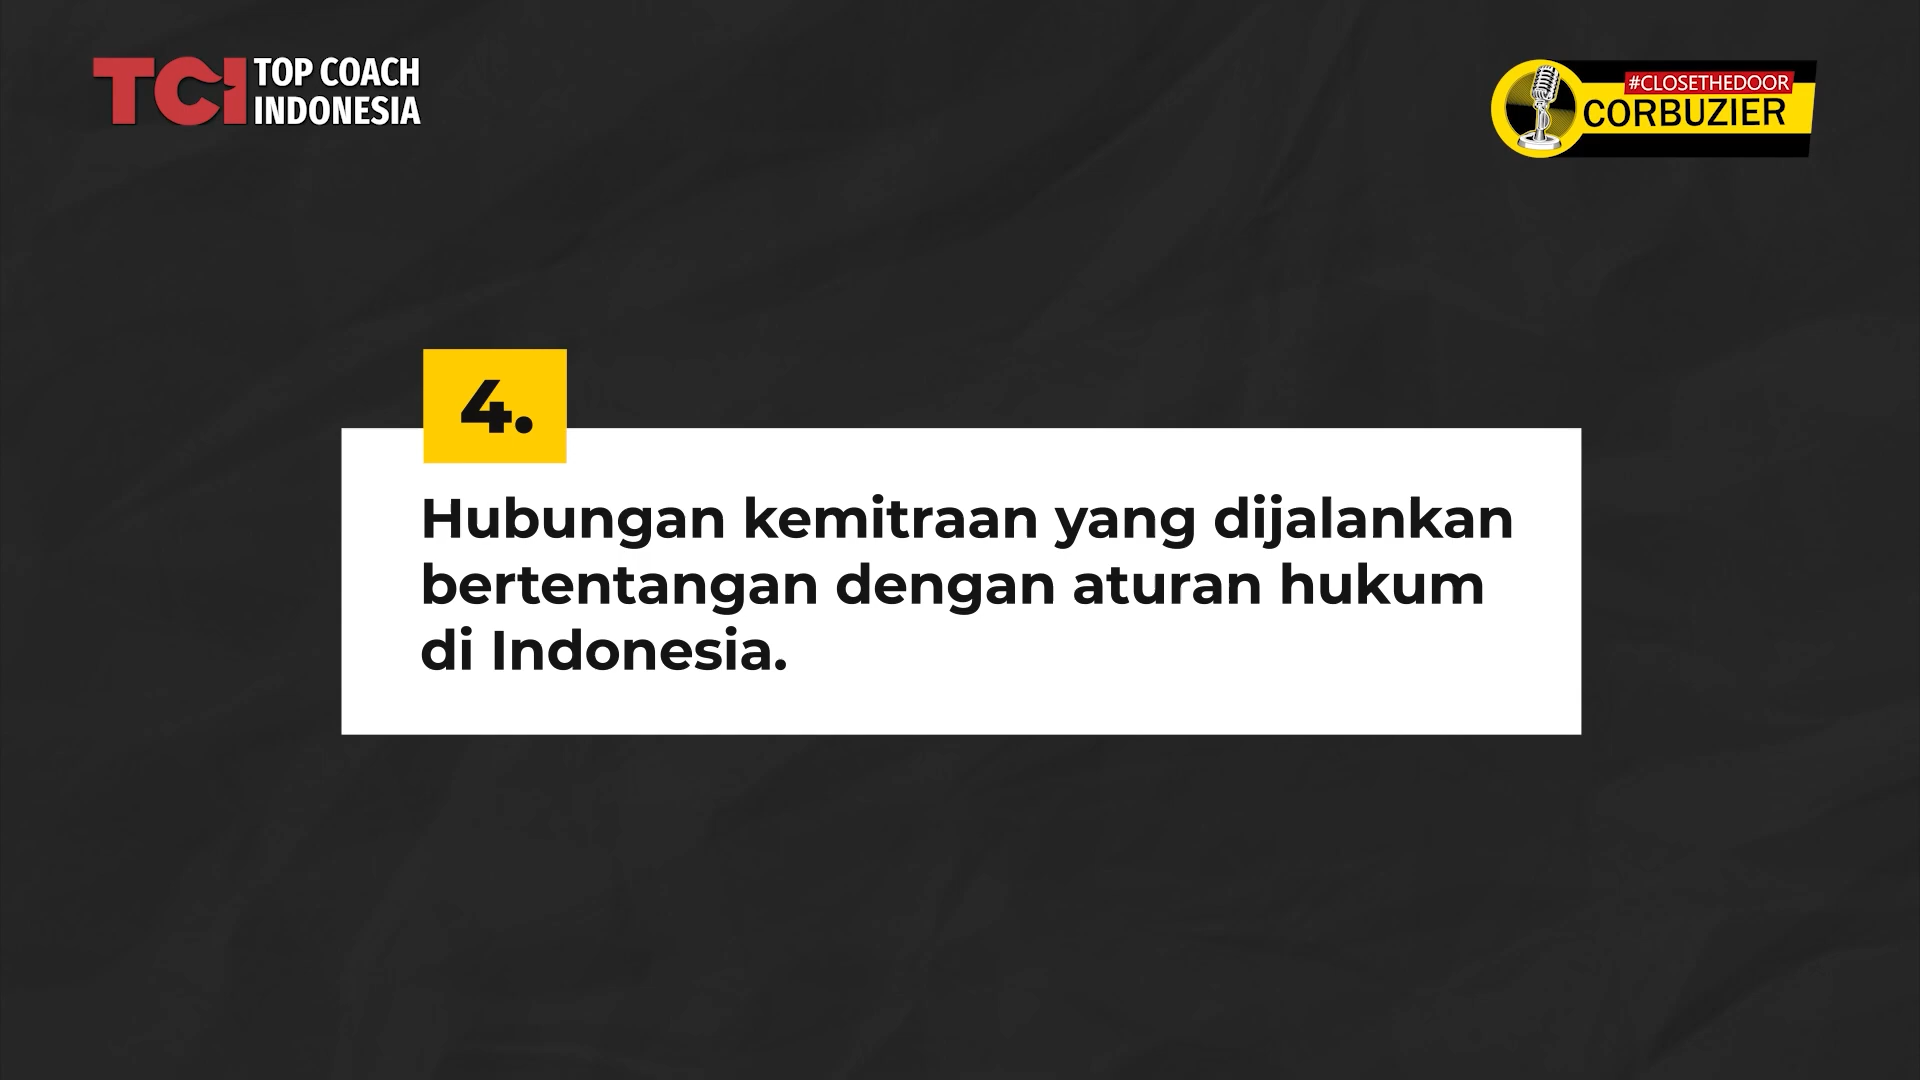 TCI TOP COACH
INDONESIA
#CLOSETHEDOOR
CORBUZIER
4.
Hubungan kemitraan yang dijalankan
bertentangan dengan aturan hukum
di Indonesia.